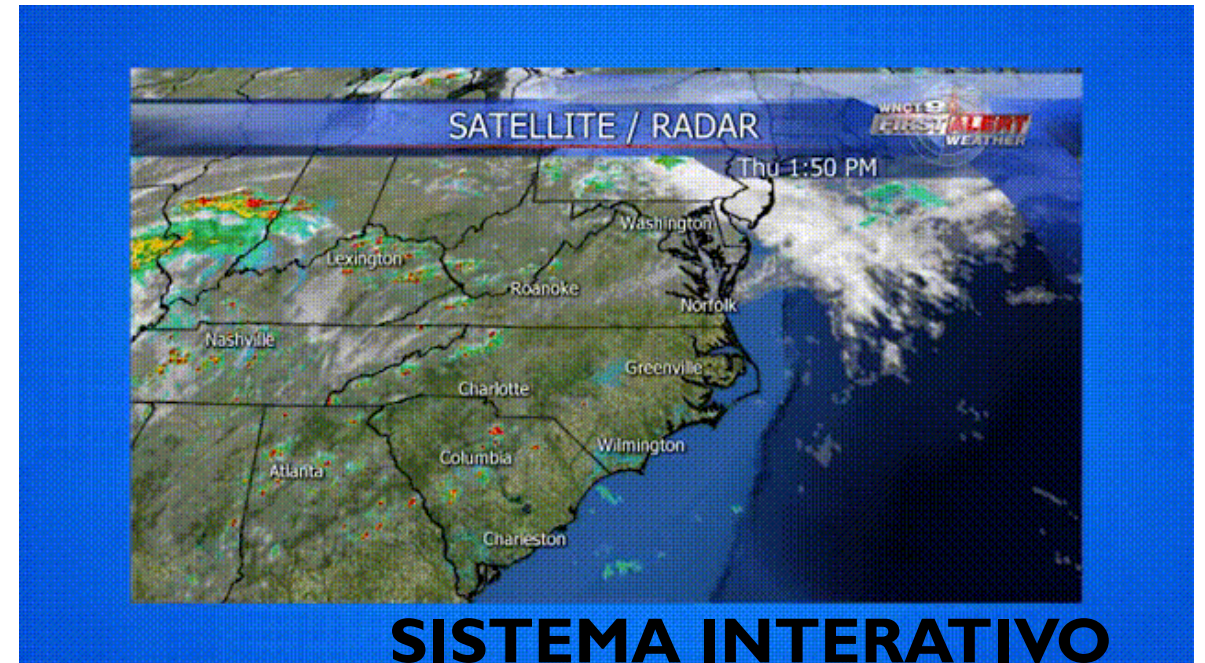 SATELLITE / RADAR
WNCT 9
FIRST ALERT
WEATHER
Thu 1:50 PM
Washington
Lexington
Roanoke
Norfolk
Nashville
Greenville
Charlotte
Wilmington
Columbia
Atlanta
Charleston
SISTEMA INTERATIVO